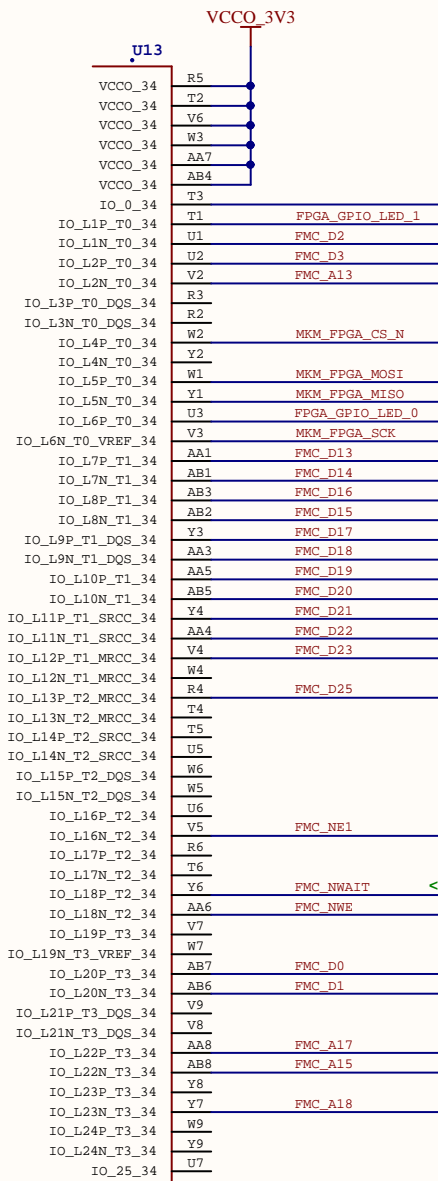 VCCO_3V3
U13
VCCO_34 R5
VCCO_34 T2
VCCO_34 V6
VCCO_34 W3
VCCO_34 AA7
VCCO_34 AB4
IO_0_34 T3
IO_L1P_T0_34 T1 FPGA_GPIO_LED_1
IO_L1N_T0_34 U1 FMC_D2
IO_L2P_T0_34 U2 FMC_D3
IO_L2N_T0_34 V2 FMC_A13
IO_L3P_T0_DQS_34 R3
IO_L3N_T0_DQS_34 R2
IO_L4P_T0_34 W2 MKM_FPGA_CS_N
IO_L4N_T0_34 Y2
IO_L5P_T0_34 W1 MKM_FPGA_MOSI
IO_L5N_T0_34 Y1 MKM_FPGA_MISO
IO_L6P_T0_34 U3 FPGA_GPIO_LED_0
IO_L6N_T0_VREF_34 V3 MKM_FPGA_SCK
IO_L7P_T1_34 AA1 FMC_D13
IO_L7N_T1_34 AB1 FMC_D14
IO_L8P_T1_34 AB3 FMC_D16
IO_L8N_T1_34 AB2 FMC_D15
IO_L9P_T1_DQS_34 Y3 FMC_D17
IO_L9N_T1_DQS_34 AA3 FMC_D18
IO_L10P_T1_34 AA5 FMC_D19
IO_L10N_T1_34 AB5 FMC_D20
IO_L11P_T1_SRCC_34 Y4 FMC_D21
IO_L11N_T1_SRCC_34 AA4 FMC_D22
IO_L12P_T1_MRCC_34 V4 FMC_D23
IO_L12N_T1_MRCC_34 W4
IO_L13P_T2_MRCC_34 R4 FMC_D25
IO_L13N_T2_MRCC_34 T4
IO_L14P_T2_SRCC_34 T5
IO_L14N_T2_SRCC_34 U5
IO_L15P_T2_DQS_34 W6
IO_L15N_T2_DQS_34 W5
IO_L16P_T2_34 U6
IO_L16N_T2_34 V5 FMC_NE1
IO_L17P_T2_34 R6
IO_L17N_T2_34 T6
IO_L18P_T2_34 Y6 FMC_NWAIT
IO_L18N_T2_34 AA6 FMC_NWE
IO_L19P_T3_34 V7
IO_L19N_T3_VREF_34 W7
IO_L20P_T3_34 AB7 FMC_D0
IO_L20N_T3_34 AB6 FMC_D1
IO_L21P_T3_DQS_34 V9
IO_L21N_T3_DQS_34 V8
IO_L22P_T3_34 AA8 FMC_A17
IO_L22N_T3_34 AB8 FMC_A15
IO_L23P_T3_34 Y8
IO_L23N_T3_34 Y7 FMC_A18
IO_L24P_T3_34 W9
IO_L24N_T3_34 Y9
IO_25_34 U7